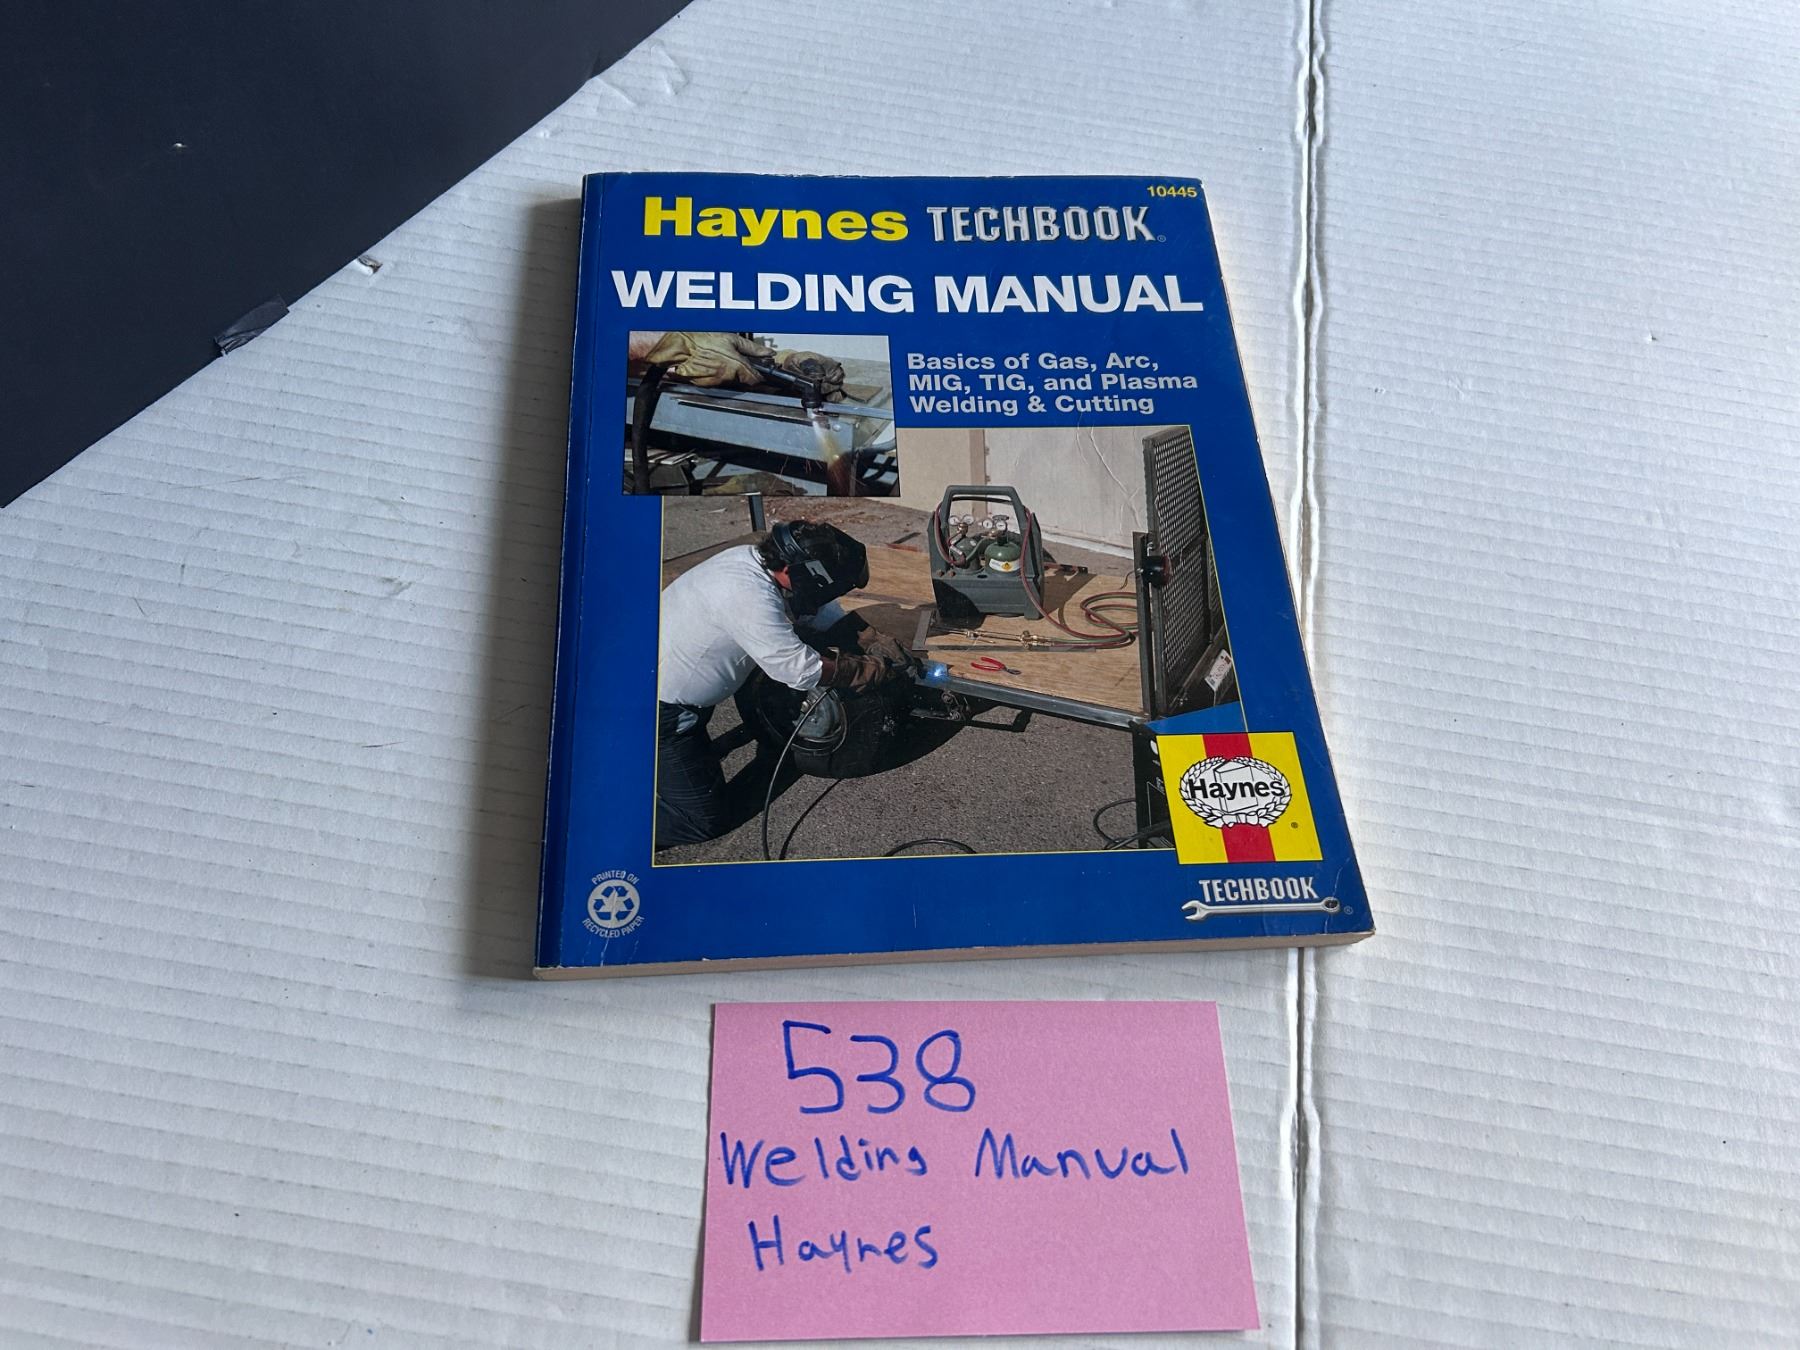 10445
Haynes TECHBOOK®
WELDING MANUAL
Basics of Gas, Arc,
MIG, TIG, and Plasma
Welding & Cutting
Haynes
®
TECHBOOK
®
PRINTED ON
RECYCLED PAPER
538
Welding Manual
Haynes